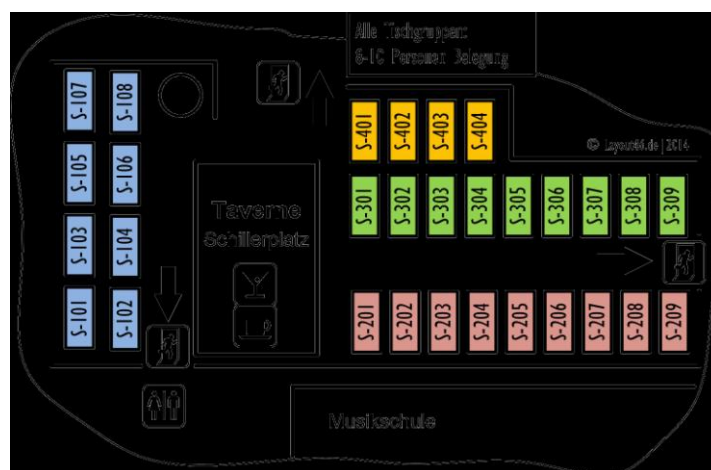 Alle Tischgruppen:
8-10 Personen Belegung
S-107
S-108
S-401
S-402
S-403
S-404
© Layout66.de | 2014
S-105
S-106
S-301
S-302
S-303
S-304
S-305
S-306
S-307
S-308
S-309
Taverne
Schillerplatz
S-103
S-104
S-101
S-102
S-201
S-202
S-203
S-204
S-205
S-206
S-207
S-208
S-209
Musikschule